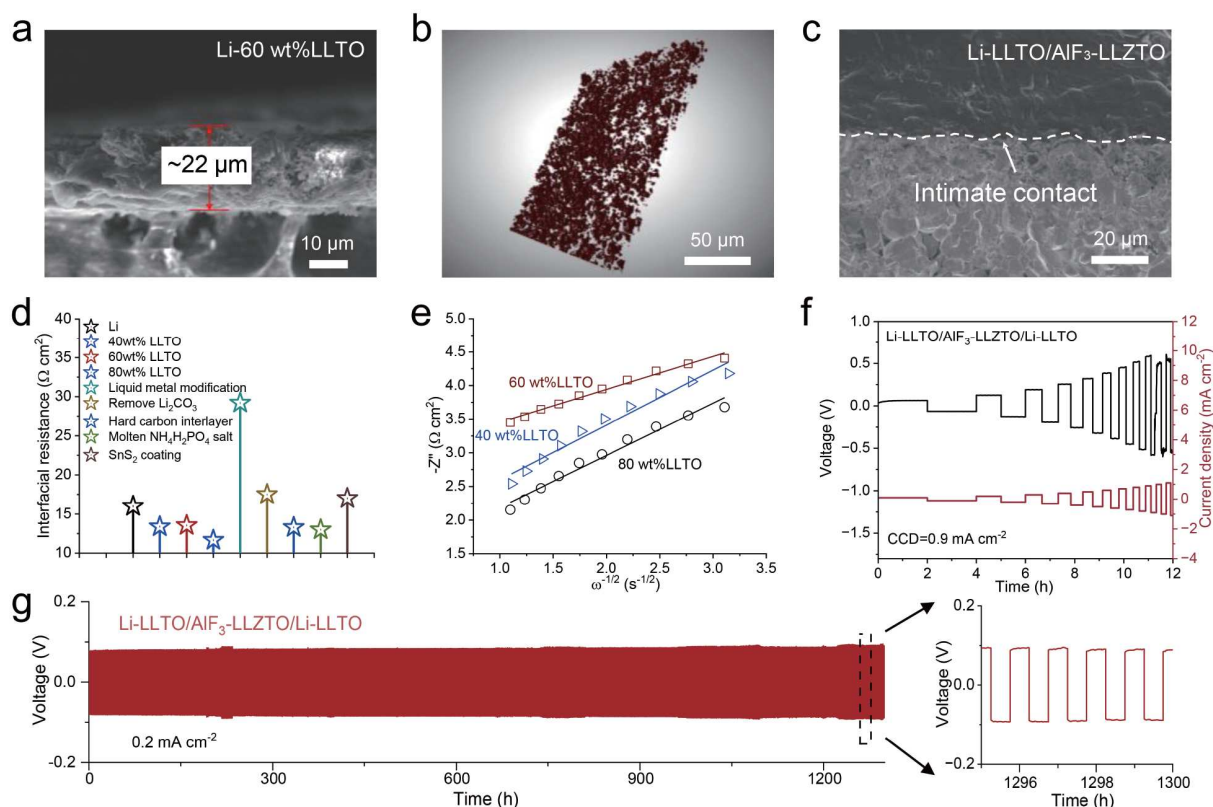 a
Li-60 wt%LLTO
~22 μm
10 μm
b
50 μm
c
Li-LLTO/AlF₃-LLZTO
Intimate contact
20 μm
d
Interfacial resistance (Ω cm²)
40
35
30
25
20
15
10
Li
40wt% LLTO
60wt% LLTO
80wt% LLTO
Liquid metal modification
Remove Li₂CO₃
Hard carbon interlayer
Molten NH₄H₂PO₄ salt
SnS₂ coating
e
-Z'' (Ω cm²)
5.0
4.5
4.0
3.5
3.0
2.5
2.0
1.5
60 wt%LLTO
40 wt%LLTO
80 wt%LLTO
1.0 1.5 2.0 2.5 3.0
ω⁻¹/² (s⁻¹/²)
f
Voltage (V)
1.0
0.5
0.0
-0.5
-1.0
-1.5
Li-LLTO/AlF₃-LLZTO/Li-LLTO
CCD=0.9 mA cm⁻²
12
10
8
6
4
2
0
-2
-4
Current density (mA cm⁻²)
0 2 4 6 8 10 12
Time (h)
g
Voltage (V)
0.2
0.0
-0.2
Li-LLTO/AlF₃-LLZTO/Li-LLTO
0.2 mA cm⁻²
0 300 600 900 1200
Time (h)
Voltage (V)
0.2
0.0
-0.2
1296 1298 1300
Time (h)